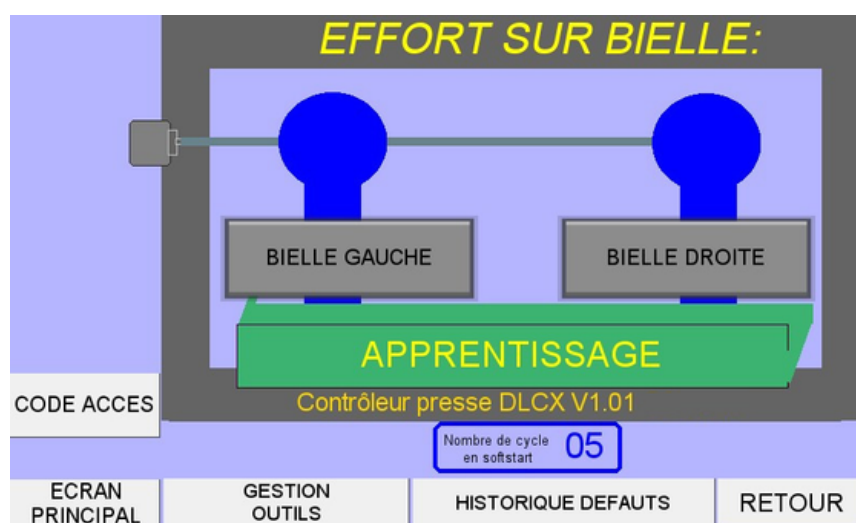 EFFORT SUR BIELLE:
BIELLE GAUCHE
BIELLE DROITE
APPRENTISSAGE
CODE ACCES
Contrôleur presse DLCX V1.01
Nombre de cycle
en softstart
05
ECRAN
PRINCIPAL
GESTION
OUTILS
HISTORIQUE DEFAUTS
RETOUR